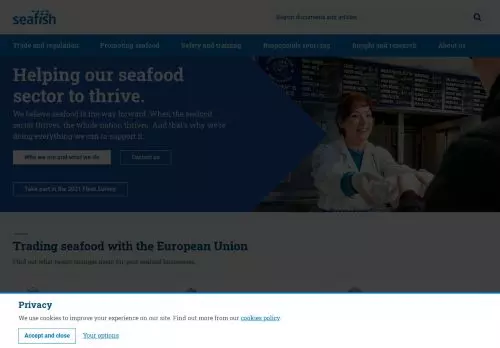 seafish
Search documents and articles
Trade and regulation
Promoting seafood
Safety and training
Responsible sourcing
Insight and research
About us
Helping our seafood
sector to thrive.
We believe seafood is the way forward. When the seafood
sector thrives, the whole nation thrives. And that's why we're
doing everything we can to support it.
Who we are and what we do
Contact us
Take part in the 2021 Fleet Survey
Trading seafood with the European Union
Find out what recent changes mean for your seafood businesses.
Privacy
We use cookies to improve your experience on our site. Find out more from our cookies policy.
Accept and close
Your options